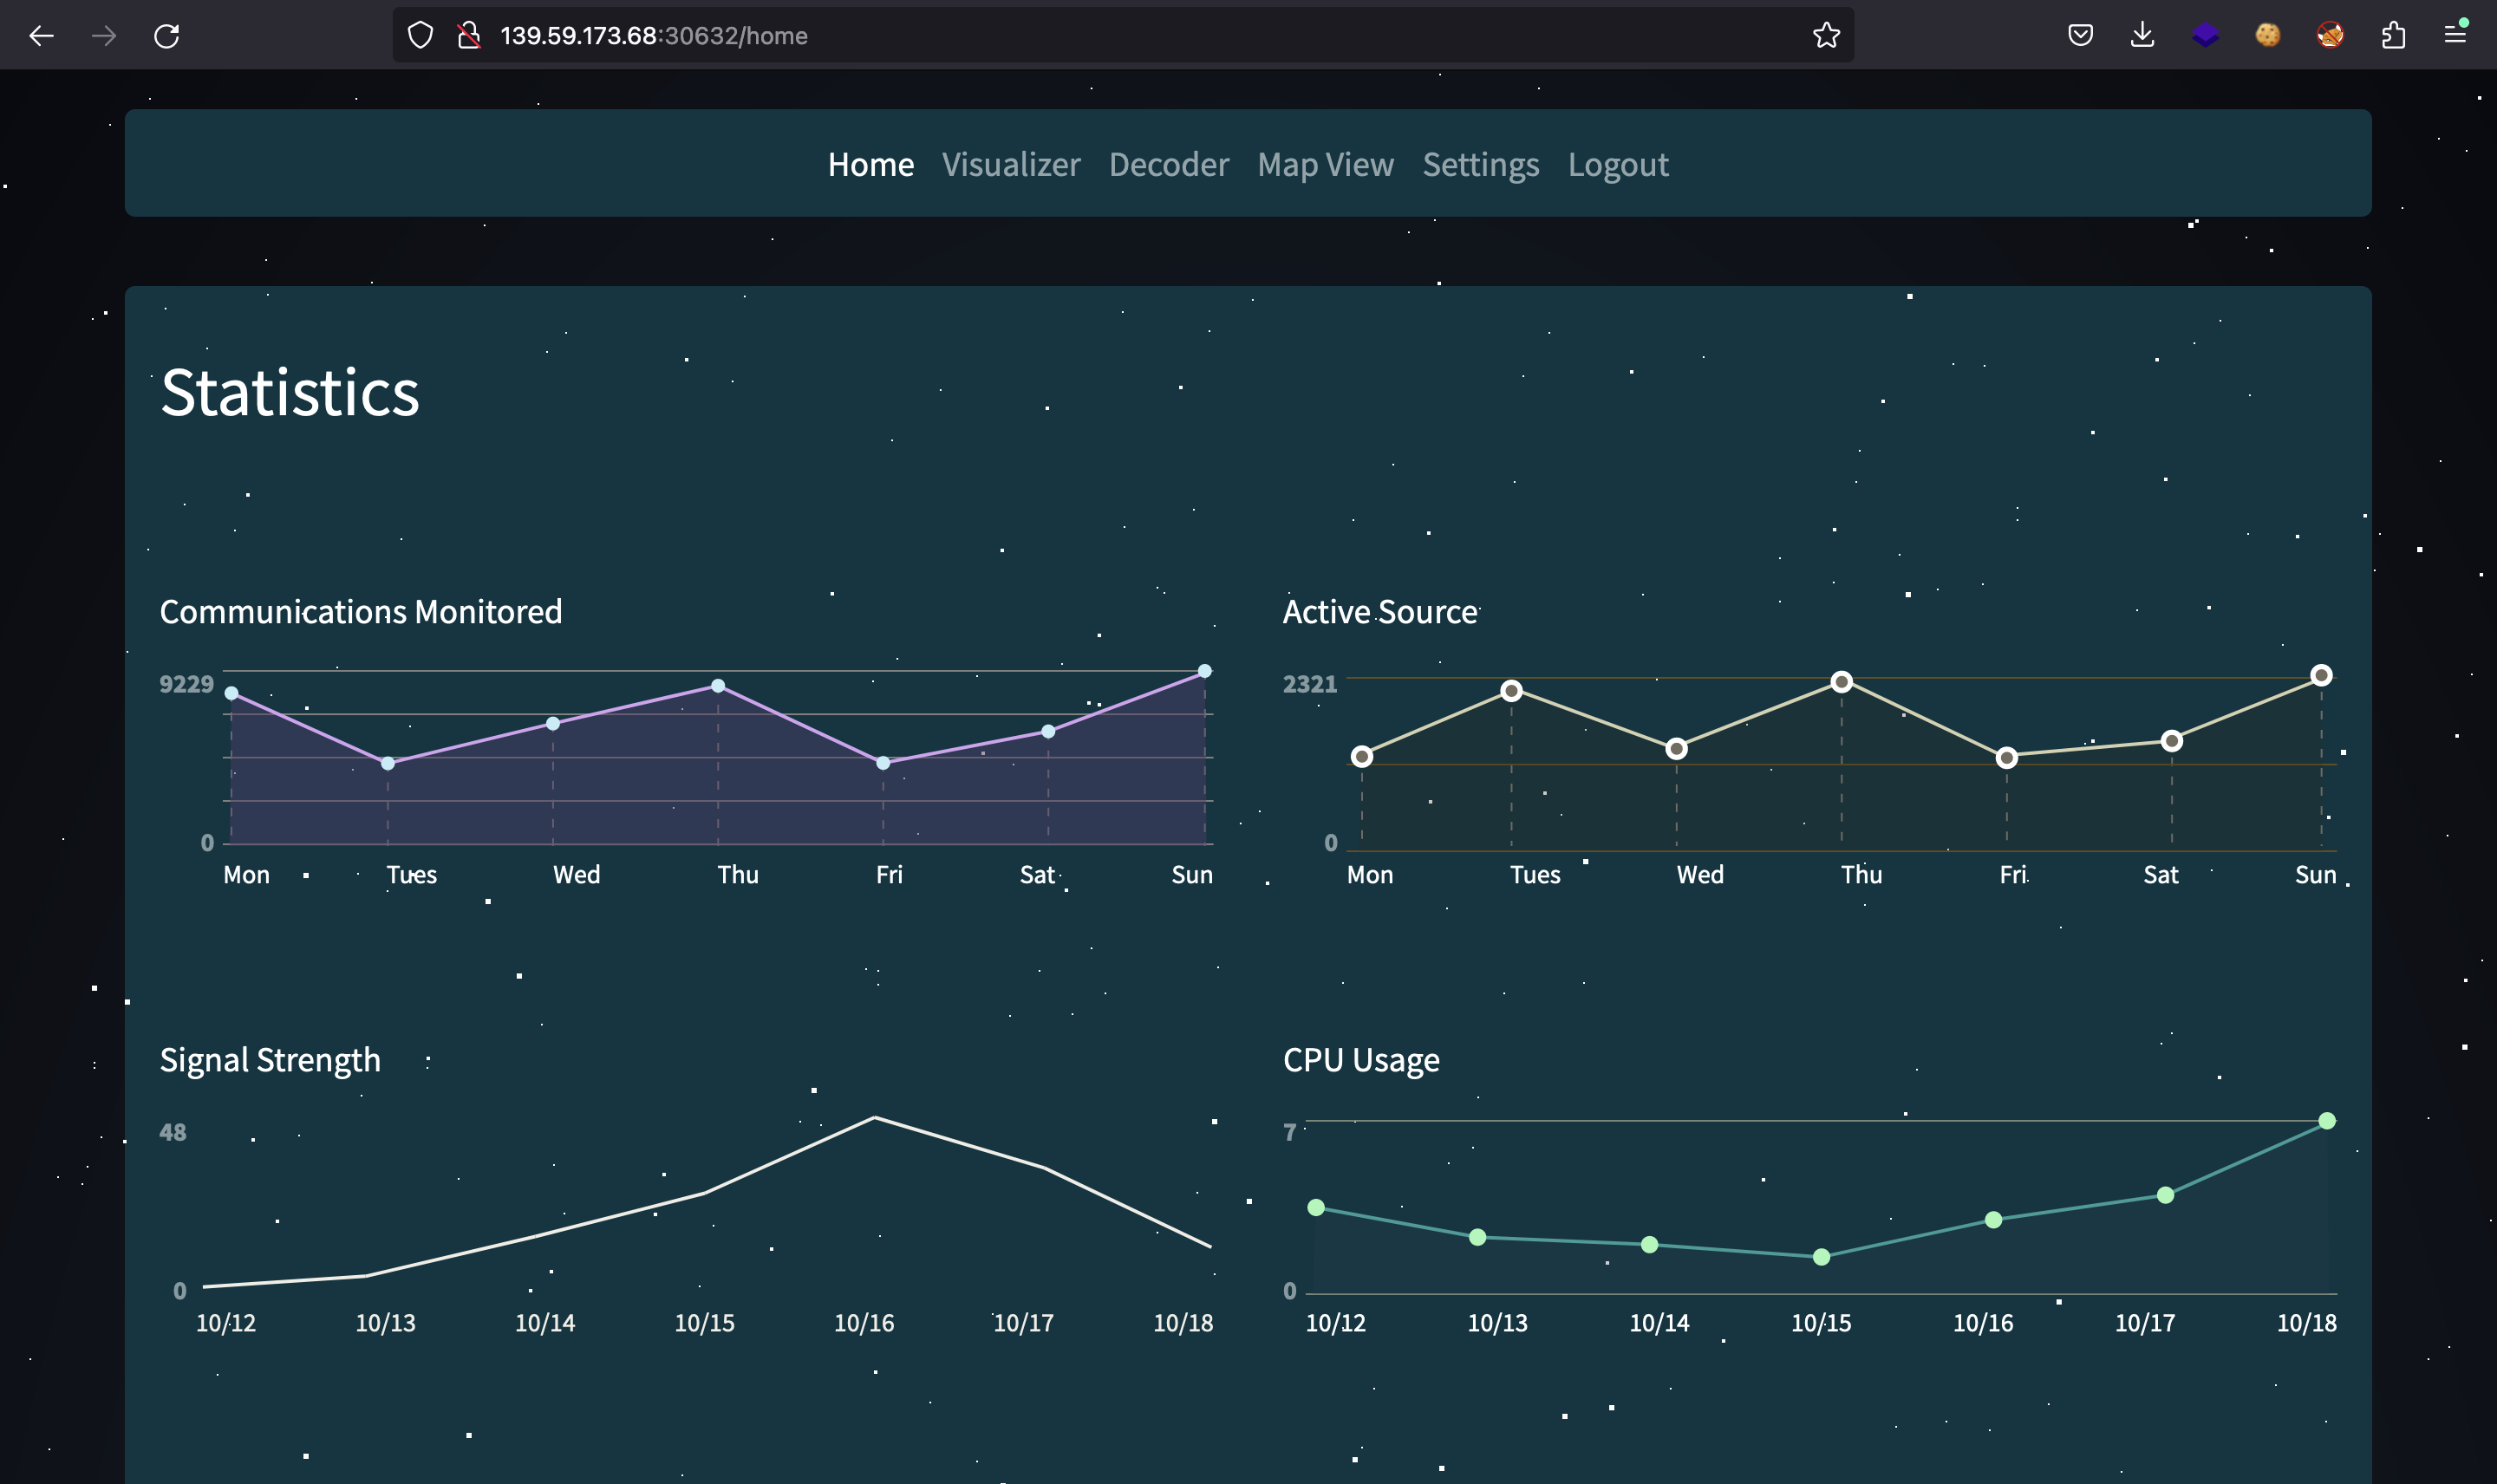 139.59.173.68:30632/home
Home Visualizer Decoder Map View Settings Logout
Statistics
Communications Monitored
9229
0
Mon Tues Wed Thu Fri Sat Sun
Active Source
2321
0
Mon Tues Wed Thu Fri Sat Sun
Signal Strength
48
0
10/12 10/13 10/14 10/15 10/16 10/17 10/18
CPU Usage
7
0
10/12 10/13 10/14 10/15 10/16 10/17 10/18